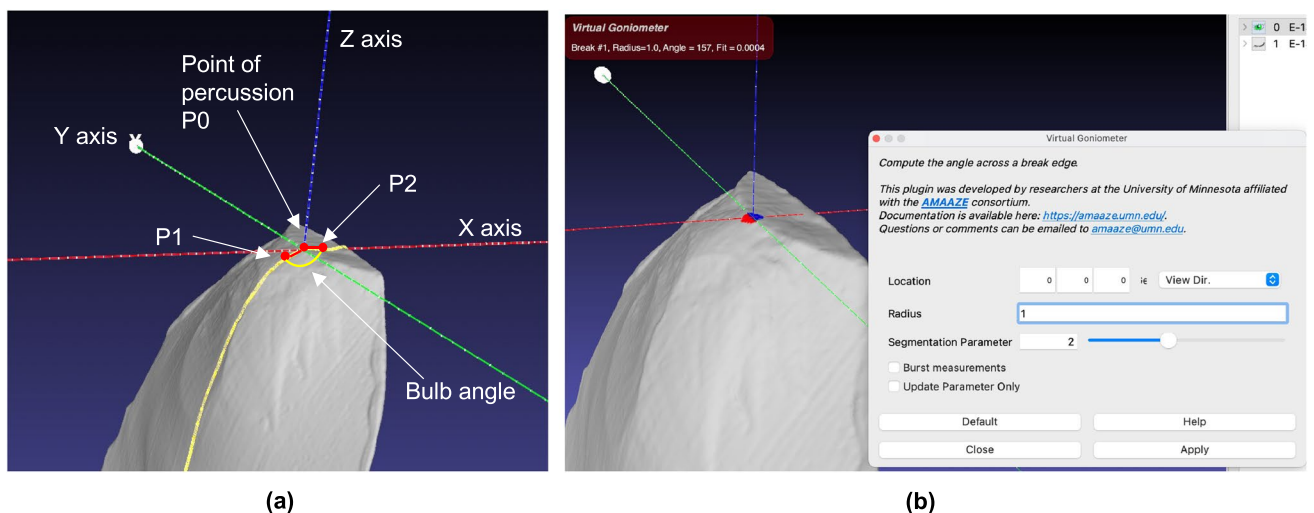 Z axis
Point of
percussion
P0
Y axis
Y
P2
P1
X axis
Bulb angle
(a)
Virtual Goniometer
Break #1, Radius=1.0, Angle = 157, Fit = 0.0004
0 E-1
1 E-1
Virtual Goniometer
Compute the angle across a break edge.
This plugin was developed by researchers at the University of Minnesota affiliated
with the AMAAZE consortium.
Documentation is available here: https://amaaze.umn.edu/.
Questions or comments can be emailed to amaaze@umn.edu.
Location 0 0 0 View Dir.
Radius 1
Segmentation Parameter 2
Burst measurements
Update Parameter Only
Default Help
Close Apply
(b)